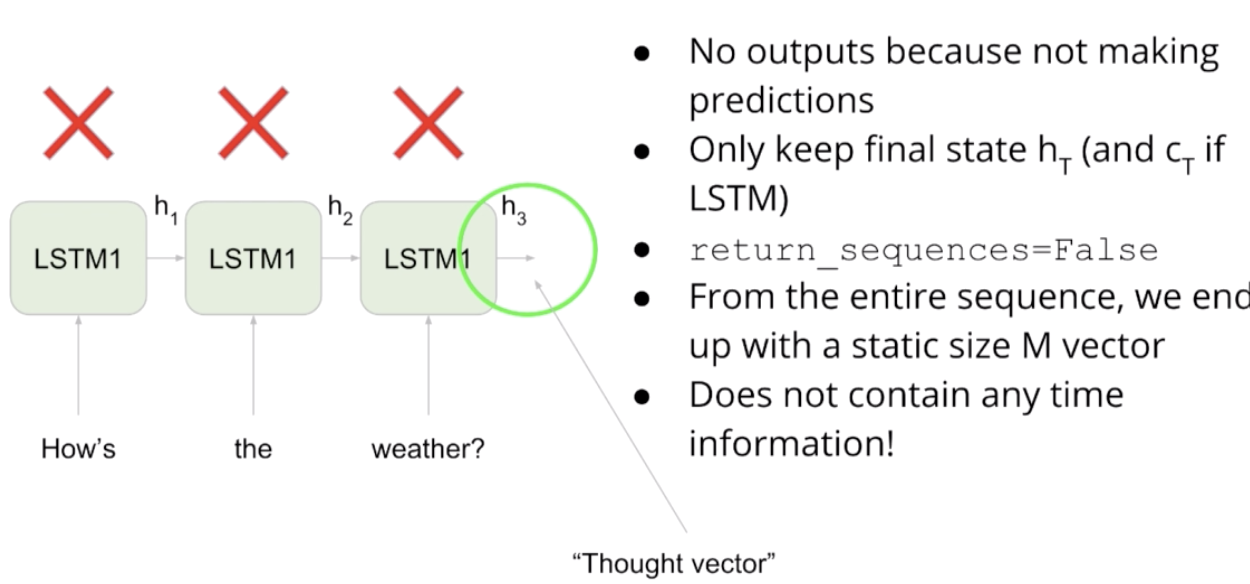 ● No outputs because not making
predictions
● Only keep final state h_T (and c_T if
LSTM)
● return_sequences=False
● From the entire sequence, we end
up with a static size M vector
● Does not contain any time
information!
h_1 h_2 h_3
LSTM1 LSTM1 LSTM1
How's the weather?
“Thought vector”